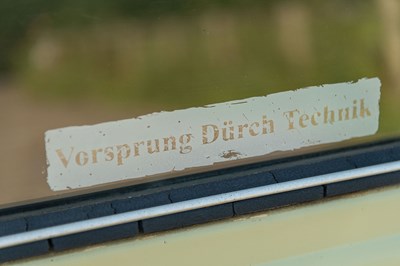 Vorsprung Dürch Technik